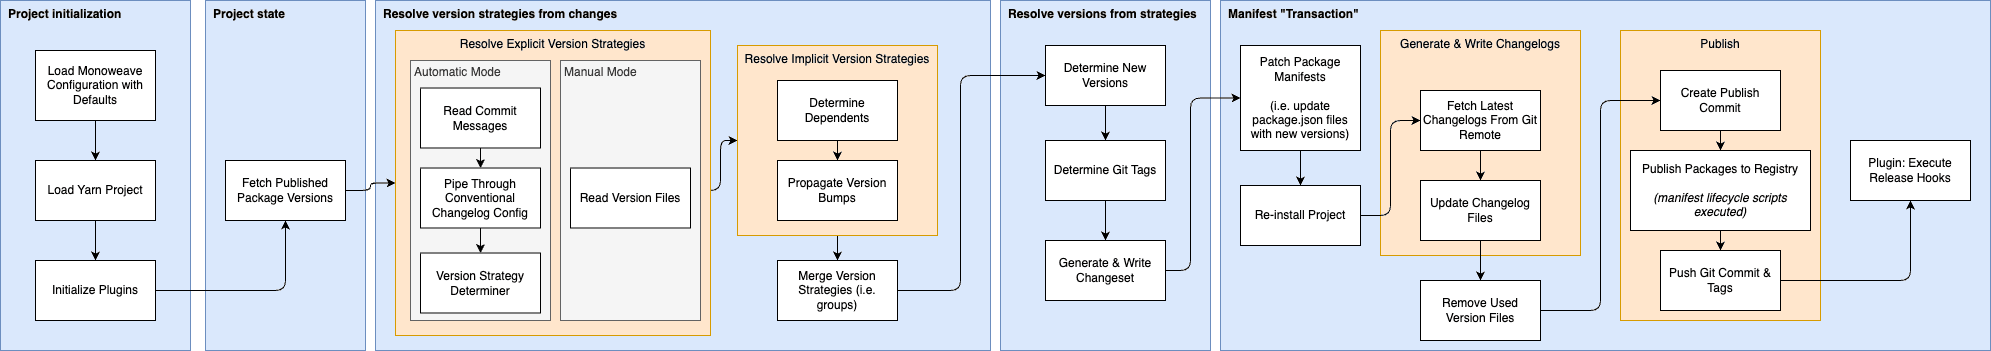 Project initialization
Load Monoweave
Configuration with
Defaults
Load Yarn Project
Initialize Plugins
Project state
Fetch Published
Package Versions
Resolve version strategies from changes
Resolve Explicit Version Strategies
Automatic Mode
Read Commit
Messages
Pipe Through
Conventional
Changelog Config
Version Strategy
Determiner
Manual Mode
Read Version Files
Resolve Implicit Version Strategies
Determine
Dependents
Propagate Version
Bumps
Merge Version
Strategies (i.e.
groups)
Resolve versions from strategies
Determine New
Versions
Determine Git Tags
Generate & Write
Changeset
Manifest "Transaction"
Patch Package
Manifests
(i.e. update
package.json files
with new versions)
Re-install Project
Generate & Write Changelogs
Fetch Latest
Changelogs From Git
Remote
Update Changelog
Files
Remove Used
Version Files
Publish
Create Publish
Commit
Publish Packages to Registry
(manifest lifecycle scripts
executed)
Push Git Commit &
Tags
Plugin: Execute
Release Hooks